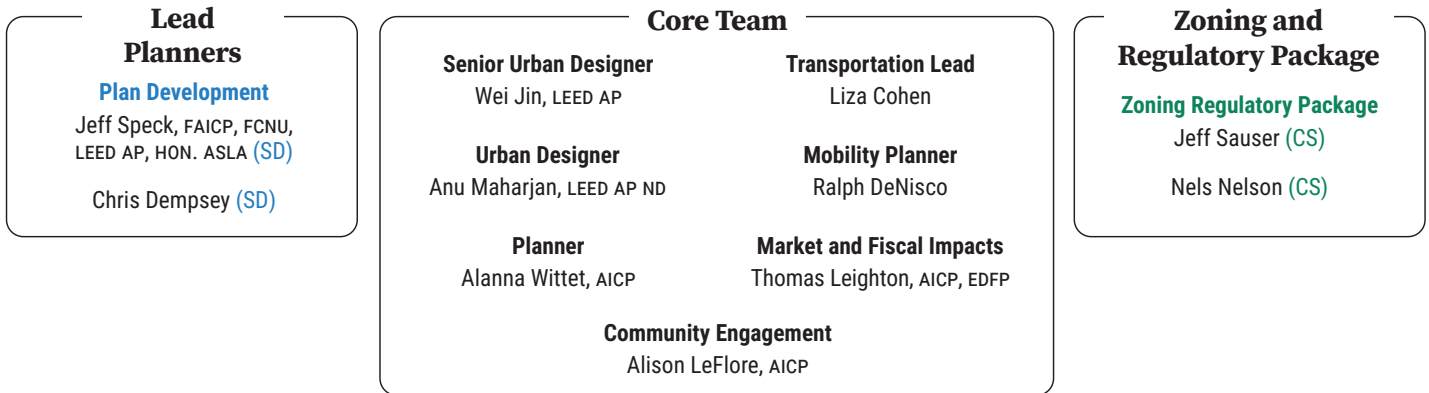 Lead
Planners
Plan Development
Jeff Speck, FAICP, FCNU,
LEED AP, HON. ASLA (SD)
Chris Dempsey (SD)
Core Team
Senior Urban Designer
Wei Jin, LEED AP
Transportation Lead
Liza Cohen
Urban Designer
Anu Maharjan, LEED AP ND
Mobility Planner
Ralph DeNisco
Planner
Alanna Wittet, AICP
Market and Fiscal Impacts
Thomas Leighton, AICP, EDFP
Community Engagement
Alison LeFlore, AICP
Zoning and
Regulatory Package
Zoning Regulatory Package
Jeff Sauser (CS)
Nels Nelson (CS)